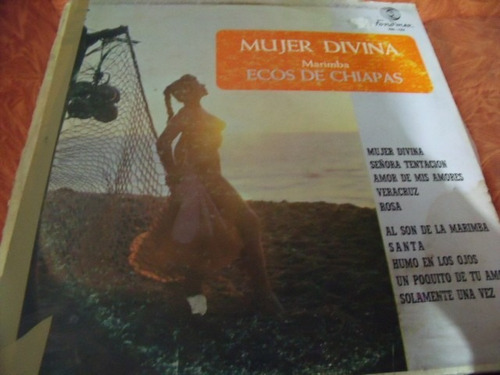 MUJER DIVINA
Marimba
ECOS DE CHIAPAS
MUJER DIVINA
SEÑORA TENTACION
AMOR DE MIS AMORES
VERACRUZ
ROSA
AL SON DE LA MARIMBA
SANTA
HUMO EN LOS OJOS
UN POQUITO DE TU AM
SOLAMENTE UNA VEZ